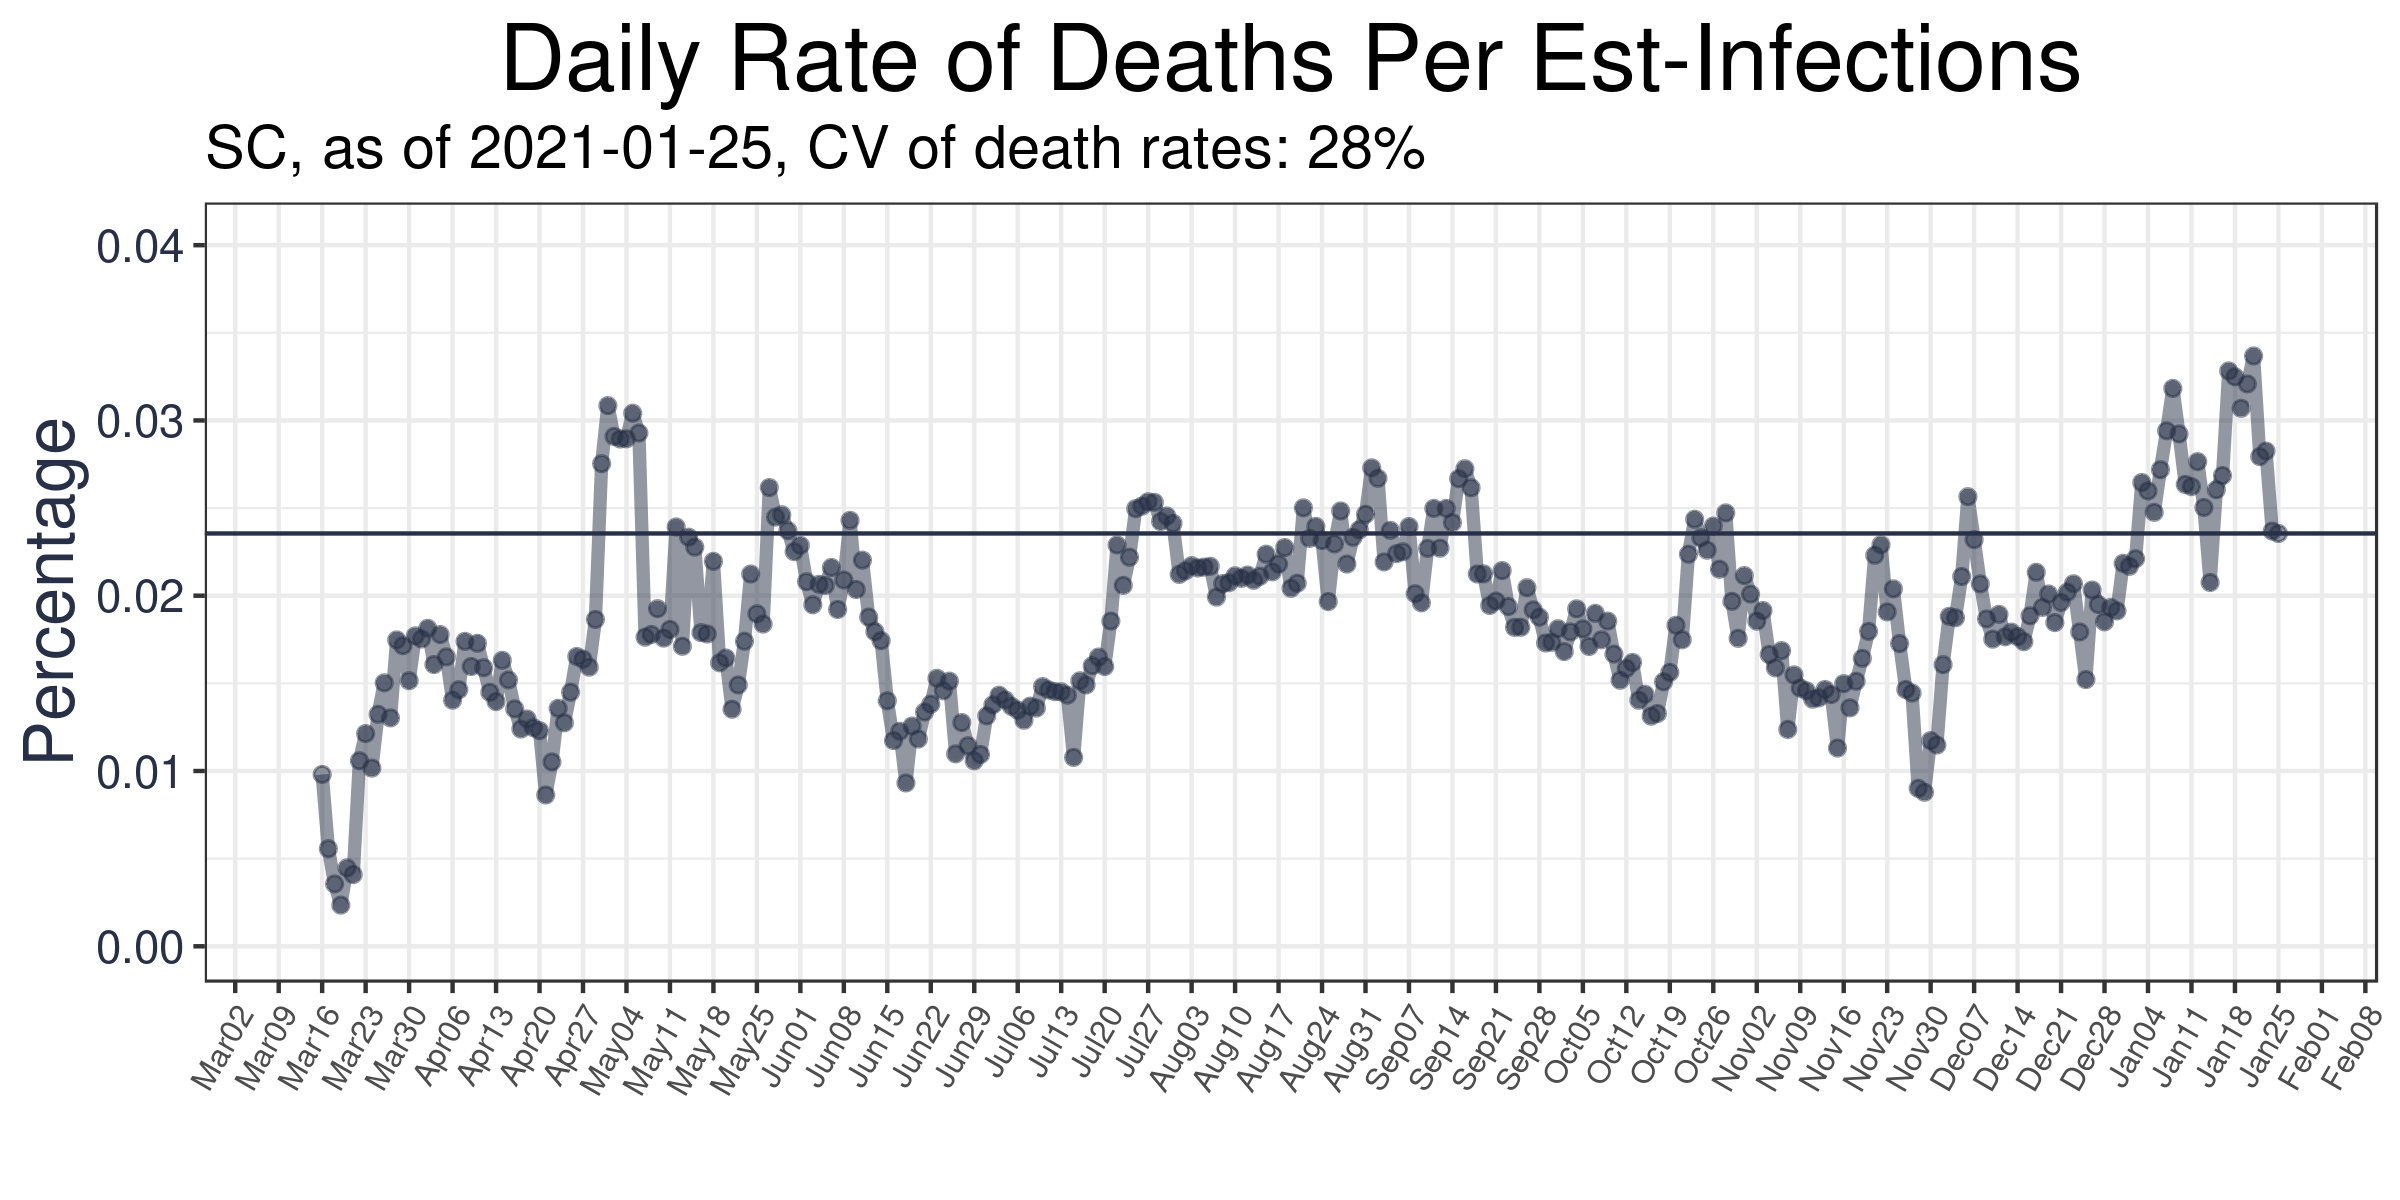 Daily Rate of Deaths Per Est-Infections
SC, as of 2021-01-25, CV of death rates: 28%
Percentage
0.04
0.03
0.02
0.01
0.00
Mar02 Mar09 Mar16 Mar23 Mar30 Apr06 Apr13 Apr20 Apr27 May04 May11 May18 May25 Jun01 Jun08 Jun15 Jun22 Jun29 Jul06 Jul13 Jul20 Jul27 Aug03 Aug10 Aug17 Aug24 Aug31 Sep07 Sep14 Sep21 Sep28 Oct05 Oct12 Oct19 Oct26 Nov02 Nov09 Nov16 Nov23 Nov30 Dec07 Dec14 Dec21 Dec28 Jan04 Jan11 Jan18 Jan25 Feb01 Feb08